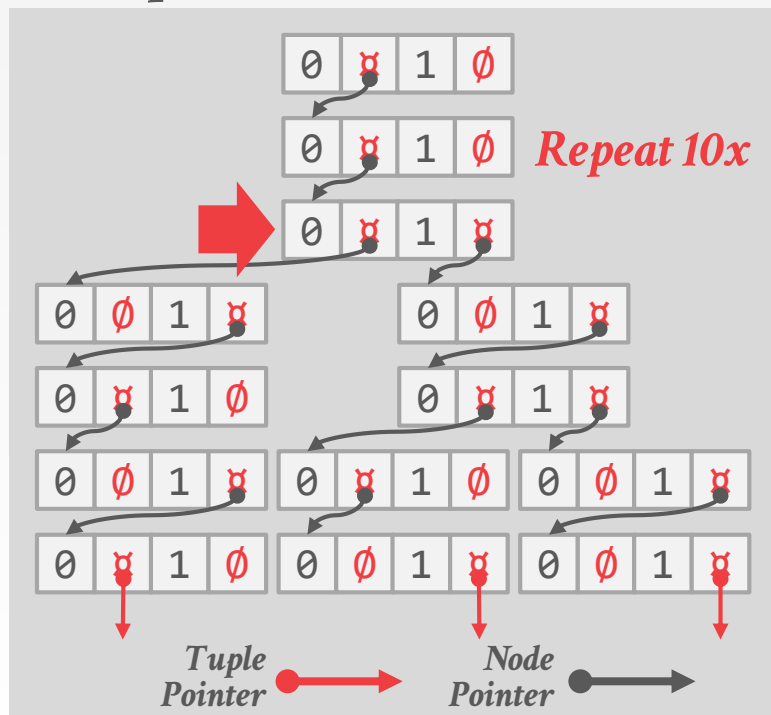 0 ¤ 1 Ø
0 ¤ 1 Ø
Repeat 10x
0 ¤ 1 ¤
0 Ø 1 ¤ 0 Ø 1 ¤
0 ¤ 1 Ø 0 ¤ 1 ¤
0 Ø 1 ¤ 0 ¤ 1 Ø 0 Ø 1 ¤
0 ¤ 1 Ø 0 Ø 1 ¤ 0 Ø 1 ¤
Tuple
Pointer
Node
Pointer